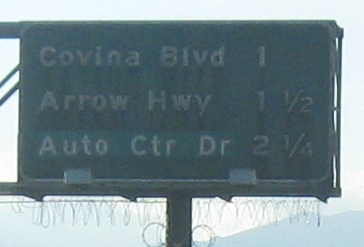 Covina Blvd 1
Arrow Hwy 1 ½
Auto Ctr Dr 2 ¼